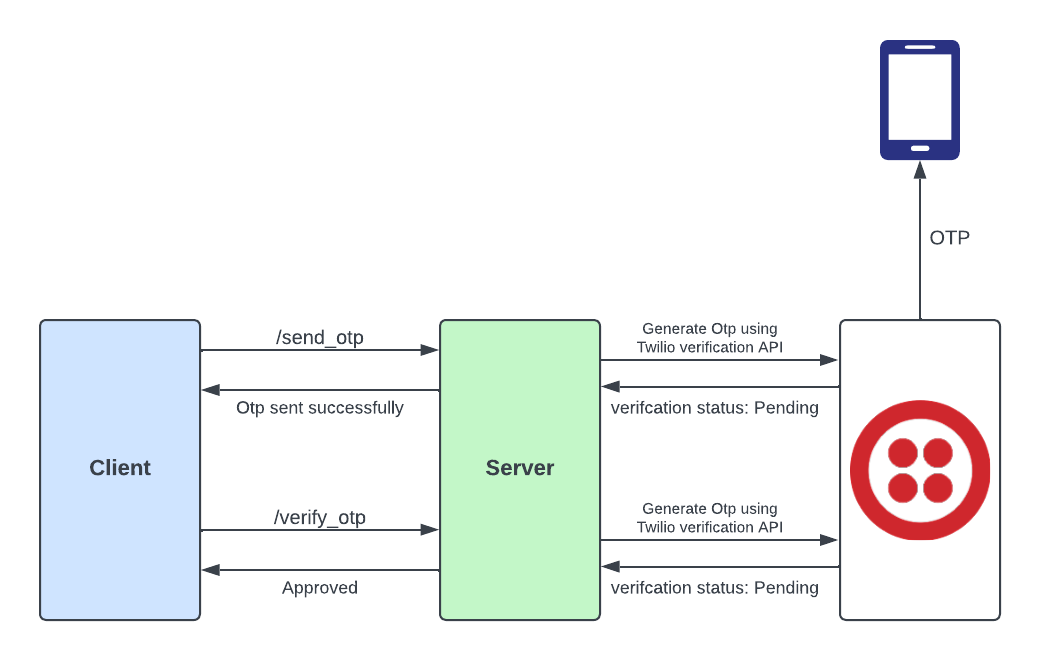 OTP
/send_otp
Otp sent successfully
Generate Otp using
Twilio verification API
verifcation status: Pending
Client
Server
/verify_otp
Approved
Generate Otp using
Twilio verification API
verifcation status: Pending